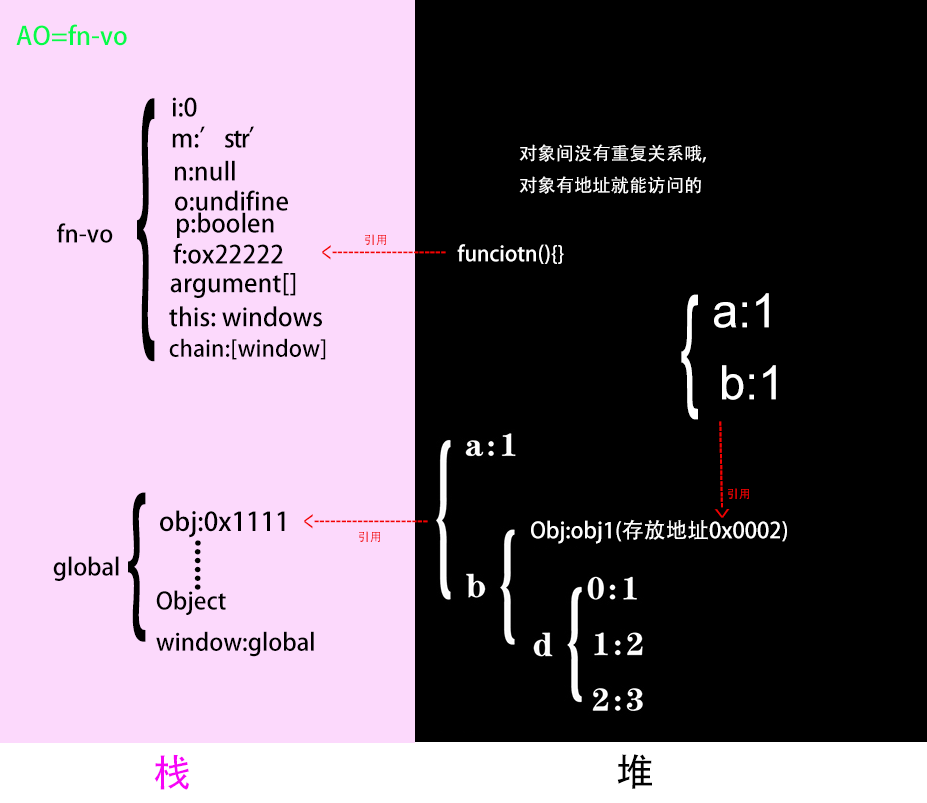 AO=fn-vo
fn-vo
i:0
m:′ str′
n:null
o:undifine
p:boolen
f:ox22222
argument[]
this: windows
chain:[window]
引用
对象间没有重复关系哦,
对象有地址就能访问的
funciotn(){}
a:1
b:1
引用
global
obj:0x1111
Object
window:global
引用
a:1
b
Obj:obj1(存放地址0x0002)
d
0:1
1:2
2:3
栈
堆